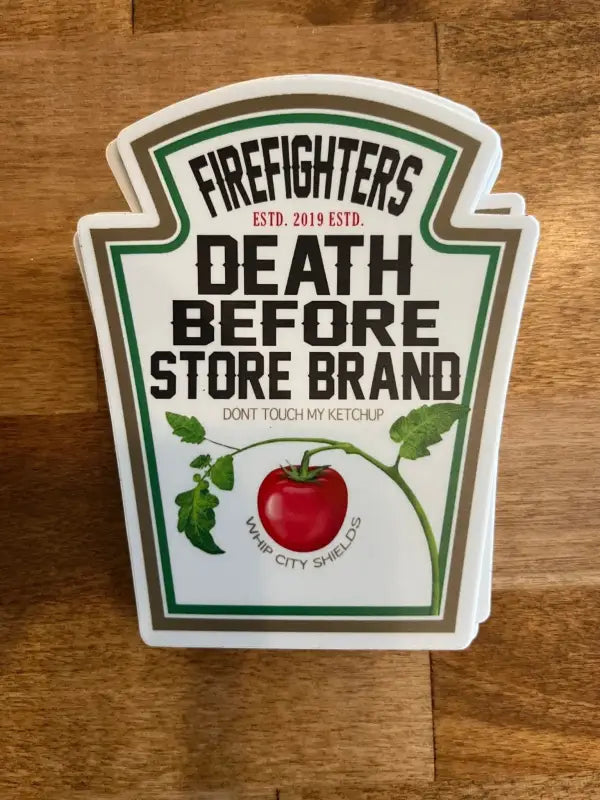 FIREFIGHTERS
ESTD. 2019 ESTD.
DEATH
BEFORE
STORE BRAND
DONT TOUCH MY KETCHUP
WHIP CITY SHIELDS